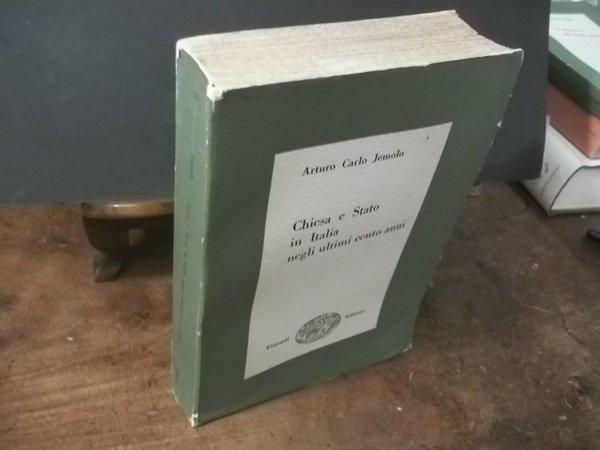 Arturo Carlo Jemolo
Chiesa e Stato
in Italia
negli ultimi cento anni
Einaudi Editore